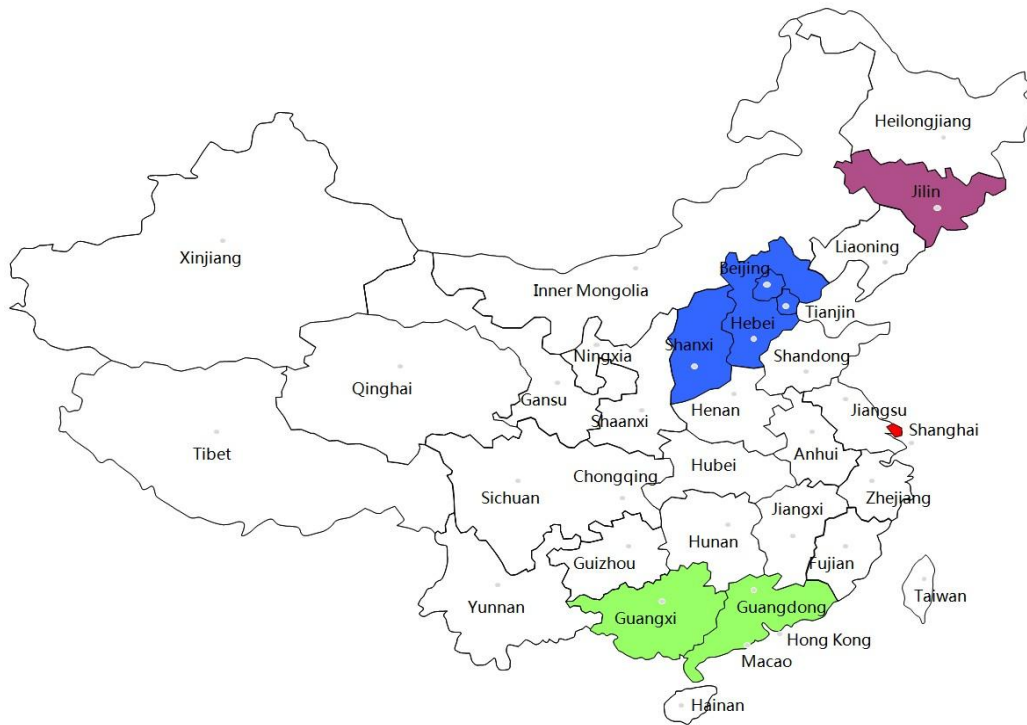 Heilongjiang
Jilin
Liaoning
Xinjiang
Beijing
Inner Mongolia
Tianjin
Hebei
Shanxi
Ningxia
Shandong
Qinghai
Gansu
Henan
Jiangsu
Shaanxi
Shanghai
Tibet
Anhui
Hubei
Chongqing
Sichuan
Zhejiang
Jiangxi
Hunan
Guizhou
Fujian
Taiwan
Yunnan
Guangdong
Guangxi
Hong Kong
Macao
Hainan